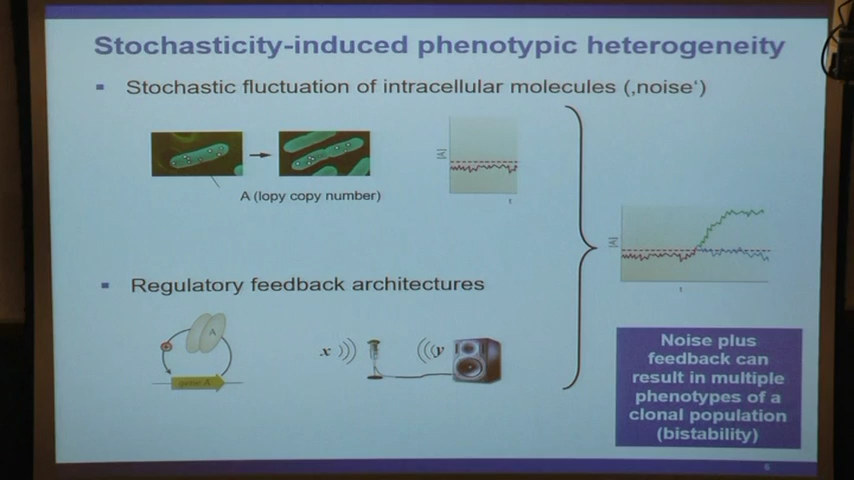 Stochasticity-induced phenotypic heterogeneity
Stochastic fluctuation of intracellular molecules (‚noise‘)
A (lopy copy number)
[A]
t
[A]
t
Regulatory feedback architectures
A
+
x
y
Noise plus
feedback can
result in multiple
phenotypes of a
clonal population
(bistability)
6